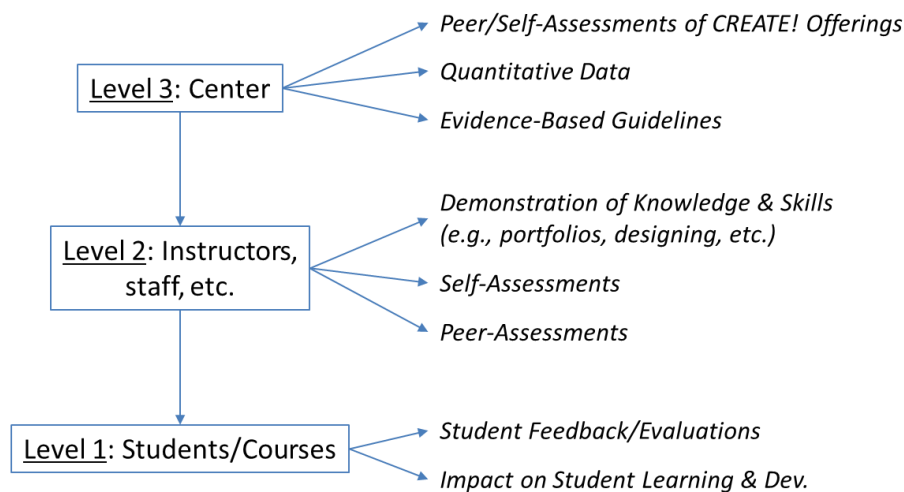 Peer/Self-Assessments of CREATE! Offerings
Level 3: Center
Quantitative Data
Evidence-Based Guidelines
Level 2: Instructors,
staff, etc.
Demonstration of Knowledge & Skills
(e.g., portfolios, designing, etc.)
Self-Assessments
Peer-Assessments
Level 1: Students/Courses
Student Feedback/Evaluations
Impact on Student Learning & Dev.